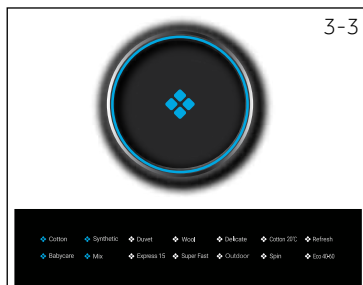 3-3
Cotton Synthetic Duvet Wool Delicate Cotton 20°C Refresh
Babycare Mix Express 15 Super Fast Outdoor Spin Eco 40-60